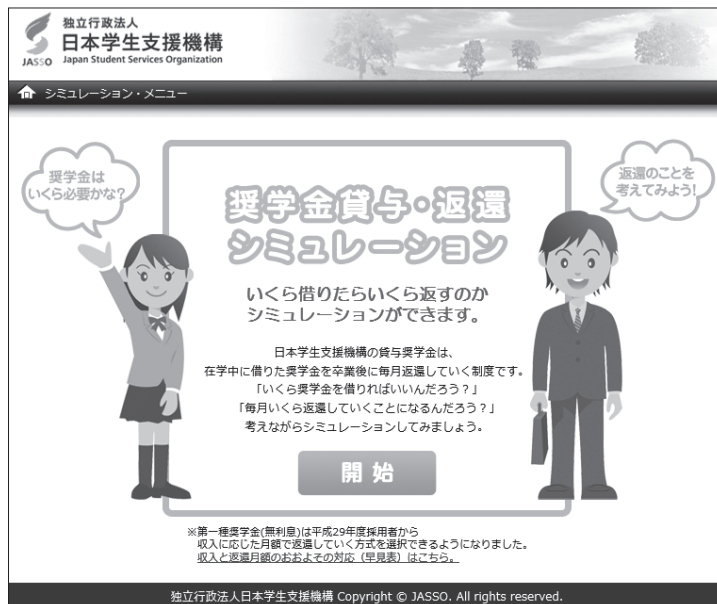 独立行政法人
日本学生支援機構
JASSO Japan Student Services Organization
シミュレーション・メニュー
奨学金は
いくら必要かな?
返還のことを
考えてみよう!
奨学金貸与・返還
シミュレーション
いくら借りたらいくら返すのか
シミュレーションができます。
日本学生支援機構の貸与奨学金は、
在学中に借りた奨学金を卒業後に毎月返還していく制度です。
「いくら奨学金を借りればいいんだろう？」
「毎月いくら返還していくことになるんだろう？」
考えながらシミュレーションしてみましょう。
開始
※第一種奨学金(無利息)は平成29年度採用者から
収入に応じた月額で返還していく方式を選択できるようになりました。
収入と返還月額のおおよその対応（早見表）はこちら。
独立行政法人日本学生支援機構 Copyright © JASSO. All rights reserved.